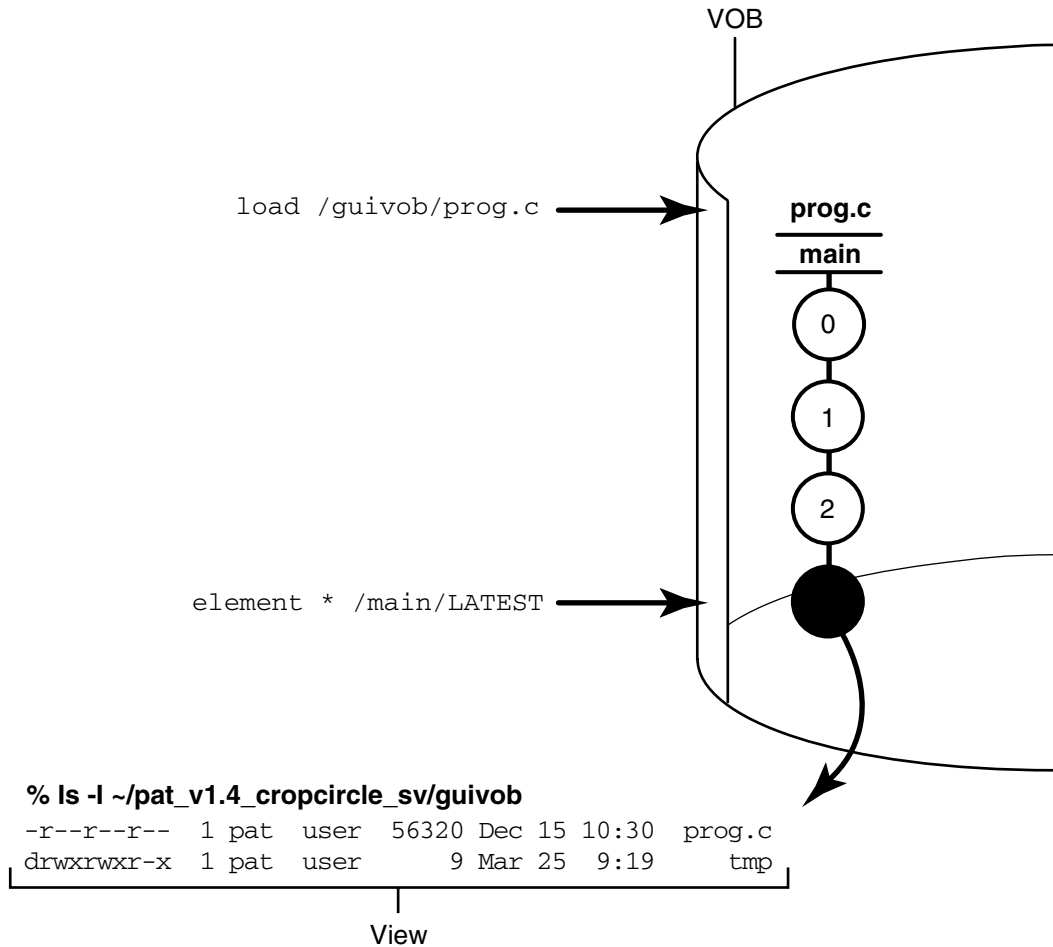 VOB
load /guivob/prog.c
prog.c
main
0
1
2
element * /main/LATEST
% ls -l ~/pat_v1.4_cropcircle_sv/guivob
-r--r--r-- 1 pat user 56320 Dec 15 10:30 prog.c
drwxrwxr-x 1 pat user 9 Mar 25 9:19 tmp
View